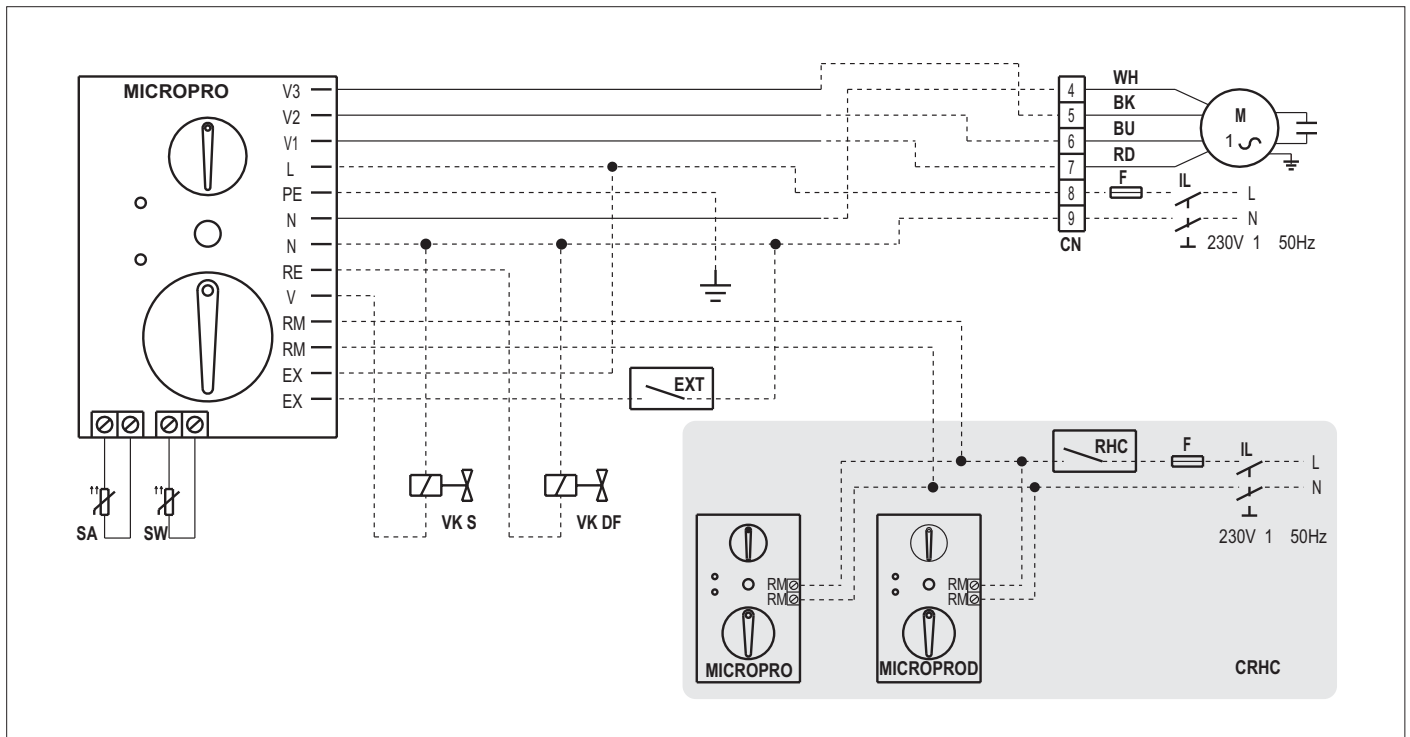 MICROPRO
V3
V2
V1
L
PE
N
N
RE
V
RM
RM
EX
EX
SA
SW
VK S
VK DF
EXT
4
5
6
7
8
9
CN
WH
BK
BU
RD
M
1
F
IL
L
N
230V 1 50Hz
RHC
F
IL
L
N
230V 1 50Hz
RM
RM
MICROPRO
RM
RM
MICROPROD
CRHC